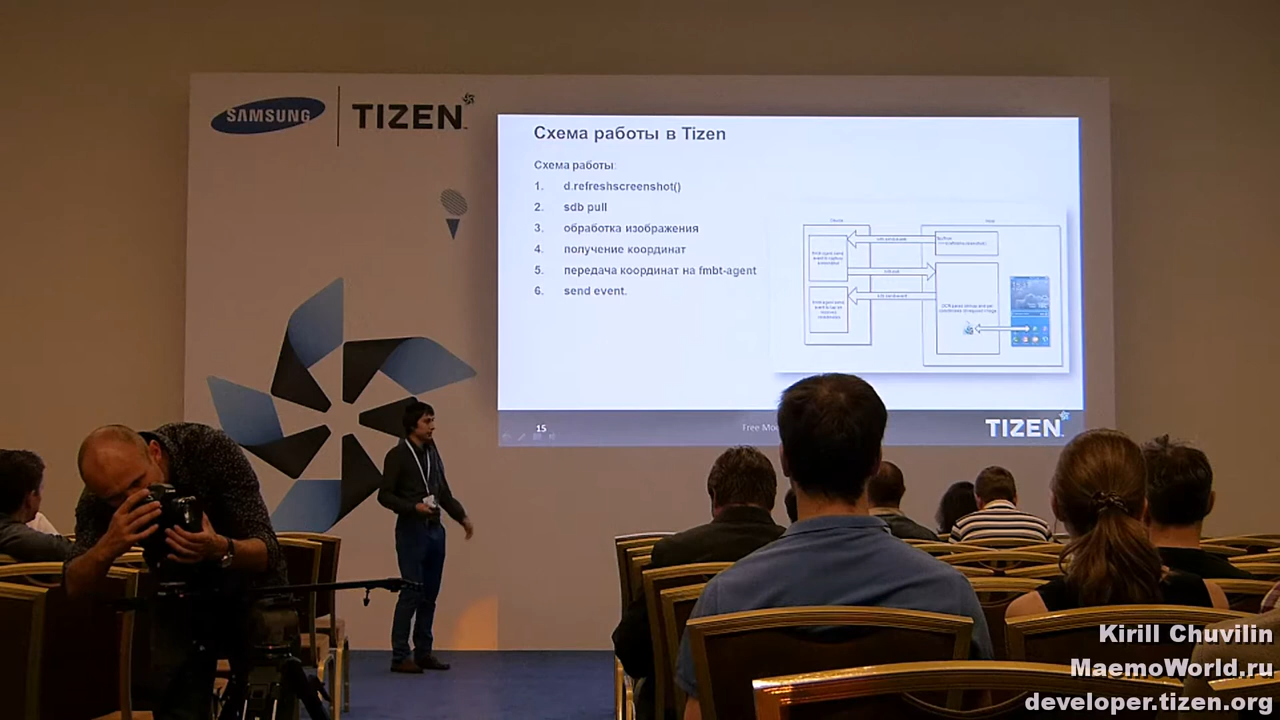 SAMSUNG
TIZEN
Схема работы в Tizen
Схема работы:
1. d.refreshscreenshot()
2. sdb pull
3. обработка изображения
4. получение координат
5. передача координат на fmbt-agent
6. send event.
15
Free
TIZEN
Kirill Chuvilin
MaemoWorld.ru
developer.tizen.org